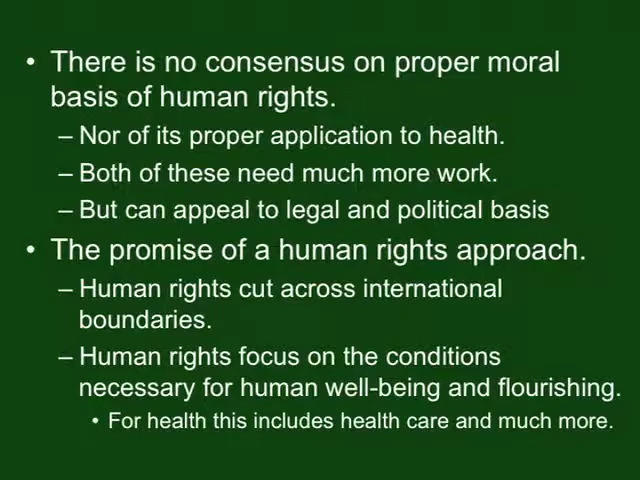 • There is no consensus on proper moral
basis of human rights.
– Nor of its proper application to health.
– Both of these need much more work.
– But can appeal to legal and political basis
• The promise of a human rights approach.
– Human rights cut across international
boundaries.
– Human rights focus on the conditions
necessary for human well-being and flourishing.
• For health this includes health care and much more.